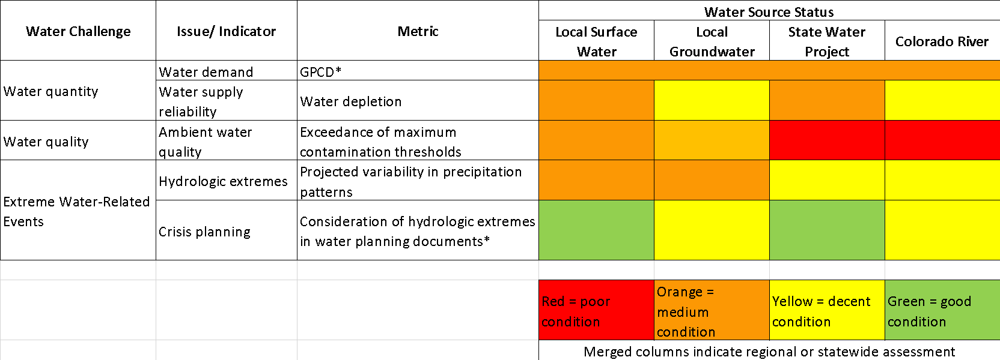 Water Challenge
Issue/ Indicator
Metric
Water Source Status
Local Surface
Water
Local
Groundwater
State Water
Project
Colorado River
Water quantity
Water demand
GPCD*
Water supply
reliability
Water depletion
Water quality
Ambient water
quality
Exceedance of maximum
contamination thresholds
Extreme Water-Related
Events
Hydrologic extremes
Projected variability in precipitation
patterns
Crisis planning
Consideration of hydrologic extremes
in water planning documents*
Red = poor
condition
Orange =
medium
condition
Yellow = decent
condition
Green = good
condition
Merged columns indicate regional or statewide assessment